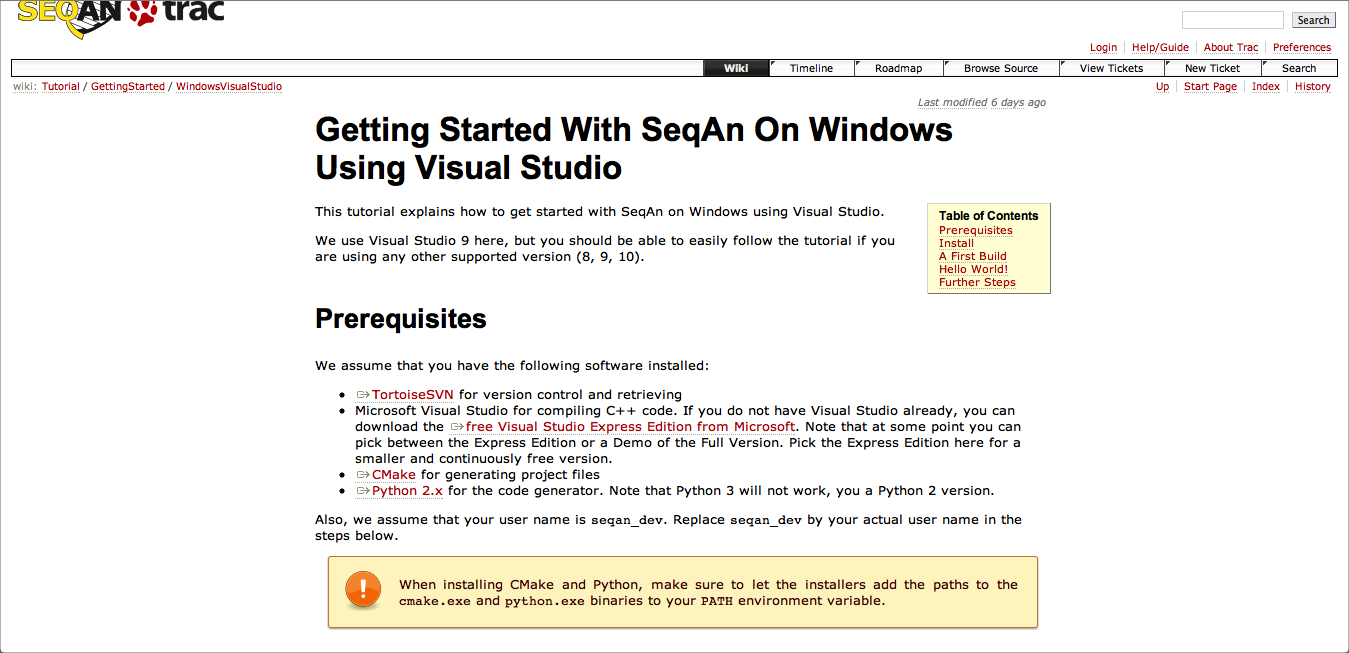 SEQAN trac
Search
Login Help/Guide About Trac Preferences
Wiki Timeline Roadmap Browse Source View Tickets New Ticket Search
wiki: Tutorial / GettingStarted / WindowsVisualStudio
Up Start Page Index History
Last modified 6 days ago
Getting Started With SeqAn On Windows
Using Visual Studio
This tutorial explains how to get started with SeqAn on Windows using Visual Studio.
We use Visual Studio 9 here, but you should be able to easily follow the tutorial if you
are using any other supported version (8, 9, 10).
Table of Contents
Prerequisites
Install
A First Build
Hello World!
Further Steps
Prerequisites
We assume that you have the following software installed:
• TortoiseSVN for version control and retrieving
• Microsoft Visual Studio for compiling C++ code. If you do not have Visual Studio already, you can
download the free Visual Studio Express Edition from Microsoft. Note that at some point you can
pick between the Express Edition or a Demo of the Full Version. Pick the Express Edition here for a
smaller and continuously free version.
• CMake for generating project files
• Python 2.x for the code generator. Note that Python 3 will not work, you a Python 2 version.
Also, we assume that your user name is seqan_dev. Replace seqan_dev by your actual user name in the
steps below.
When installing CMake and Python, make sure to let the installers add the paths to the
cmake.exe and python.exe binaries to your PATH environment variable.